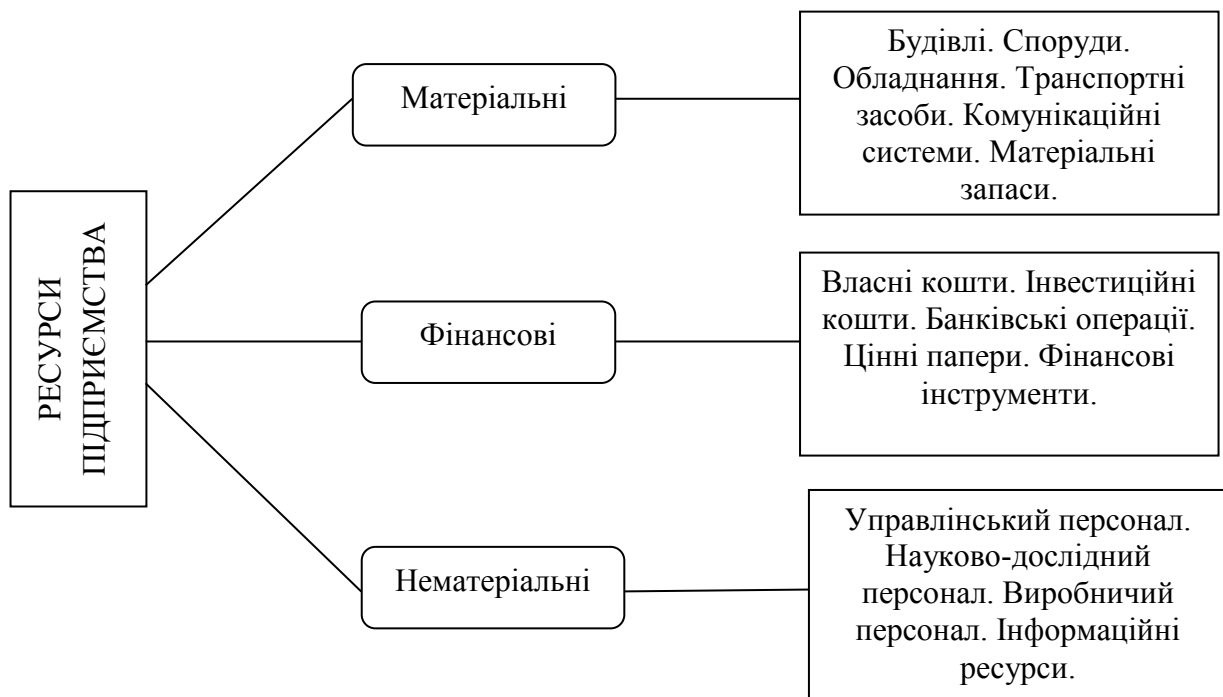 РЕСУРСИ
ПІДПРИЄМСТВА
Матеріальні
Будівлі. Споруди.
Обладнання. Транспортні
засоби. Комунікаційні
системи. Матеріальні
запаси.
Фінансові
Власні кошти. Інвестиційні
кошти. Банківські операції.
Цінні папери. Фінансові
інструменти.
Нематеріальні
Управлінський персонал.
Науково-дослідний
персонал. Виробничий
персонал. Інформаційні
ресурси.